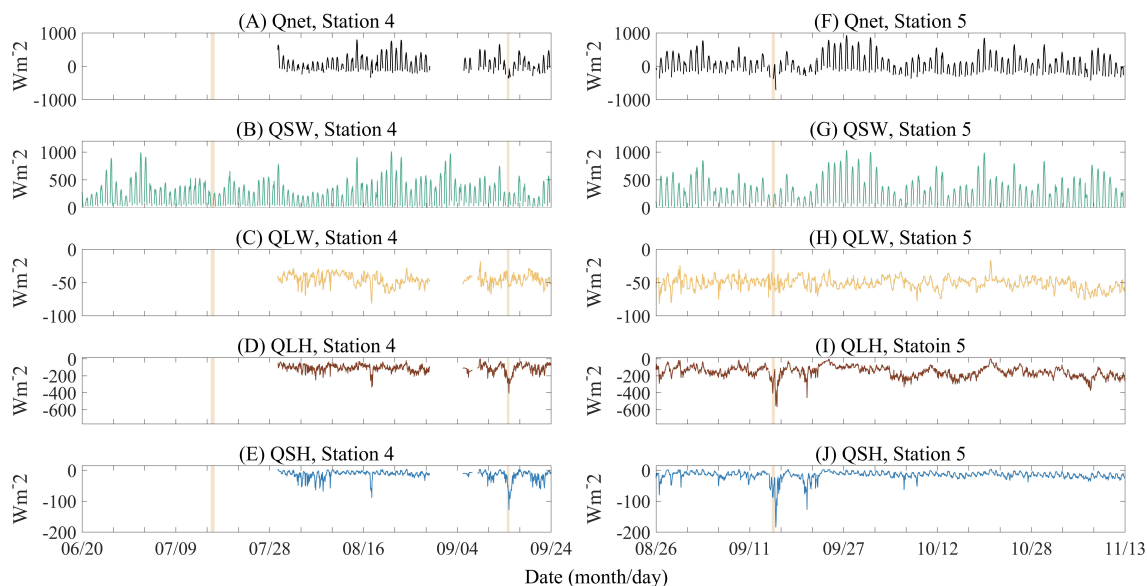 (A) Qnet, Station 4
Wm^-2
1000
0
-1000
(B) QSW, Station 4
Wm^-2
1000
500
0
(C) QLW, Station 4
Wm^-2
0
-50
-100
(D) QLH, Station 4
Wm^-2
0
-200
-400
-600
(E) QSH, Station 4
Wm^-2
0
-100
-200
06/20 07/09 07/28 08/16 09/04 09/24
(F) Qnet, Station 5
Wm^-2
1000
0
-1000
(G) QSW, Station 5
Wm^-2
1000
500
0
(H) QLW, Station 5
Wm^-2
0
-50
-100
(I) QLH, Statoin 5
Wm^-2
0
-200
-400
-600
(J) QSH, Station 5
Wm^-2
0
-100
-200
08/26 09/11 09/27 10/12 10/28 11/13
Date (month/day)